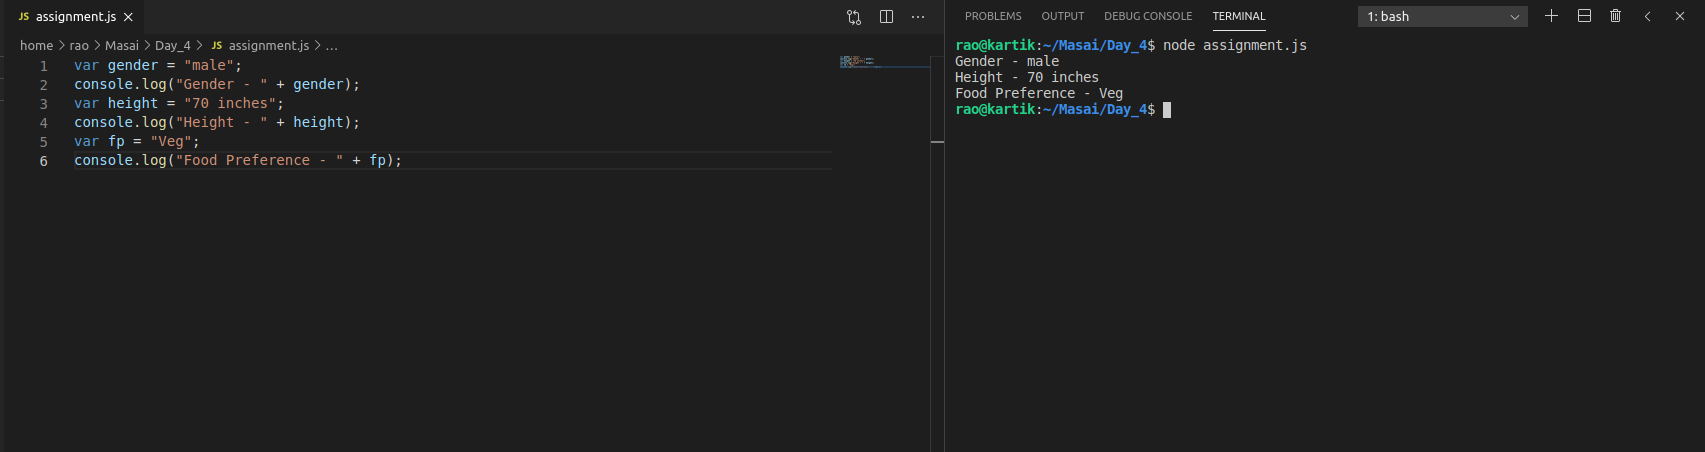 JS assignment.js
home > rao > Masai > Day_4 > JS assignment.js > ...
1 var gender = "male";
2 console.log("Gender - " + gender);
3 var height = "70 inches";
4 console.log("Height - " + height);
5 var fp = "Veg";
6 console.log("Food Preference - " + fp);
PROBLEMS OUTPUT DEBUG CONSOLE TERMINAL 1: bash
rao@kartik:~/Masai/Day_4$ node assignment.js
Gender - male
Height - 70 inches
Food Preference - Veg
rao@kartik:~/Masai/Day_4$